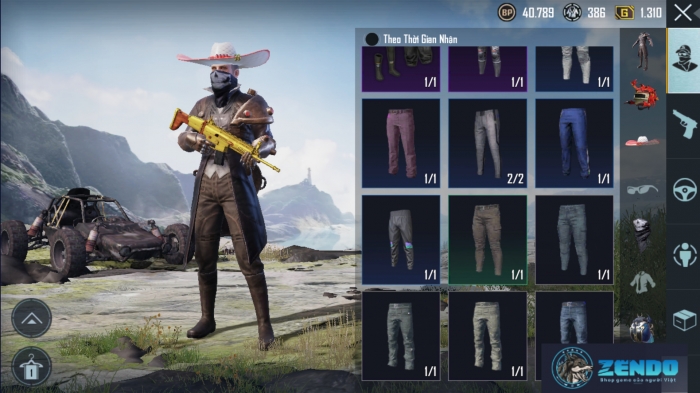 BP 40.789 386 G 1.310
Theo Thời Gian Nhận
1/1 1/1 1/1
1/1 2/2 1/1
1/1 1/1 1/1
1/1 1/1
ZENDO
Shop game của người Việt